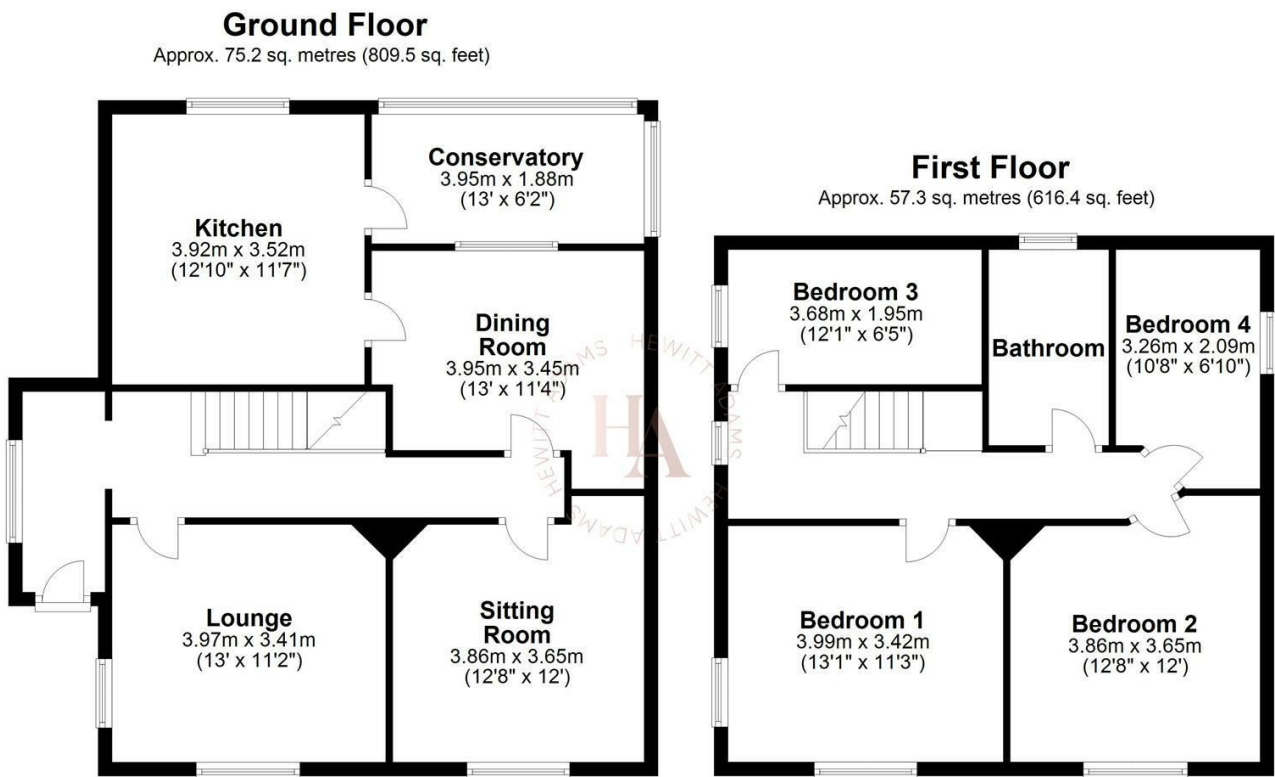 Ground Floor
Approx. 75.2 sq. metres (809.5 sq. feet)
Conservatory
3.95m x 1.88m
(13' x 6'2")
Kitchen
3.92m x 3.52m
(12'10" x 11'7")
Dining
Room
3.95m x 3.45m
(13' x 11'4")
Lounge
3.97m x 3.41m
(13' x 11'2")
Sitting
Room
3.86m x 3.65m
(12'8" x 12')
First Floor
Approx. 57.3 sq. metres (616.4 sq. feet)
Bedroom 3
3.68m x 1.95m
(12'1" x 6'5")
Bathroom
Bedroom 4
3.26m x 2.09m
(10'8" x 6'10")
Bedroom 1
3.99m x 3.42m
(13'1" x 11'3")
Bedroom 2
3.86m x 3.65m
(12'8" x 12')
HA
HEWITT ADAMS HEWITT ADAMS HEWITT ADAMS